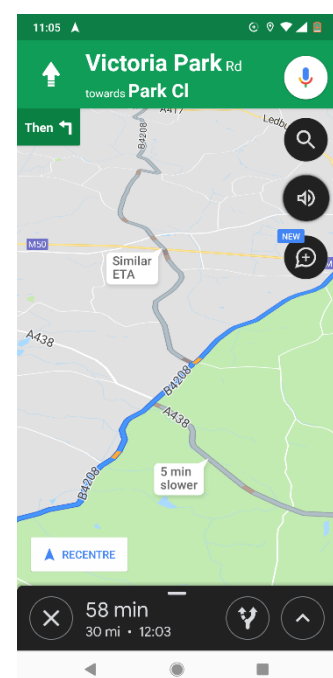 11:05
Victoria Park Rd
towards Park Cl
Then
A417
B4208
Ledbu
NEW
M50
Similar
ETA
A438
B4208
A438
5 min
slower
B4208
RECENTRE
58 min
30 mi • 12:03